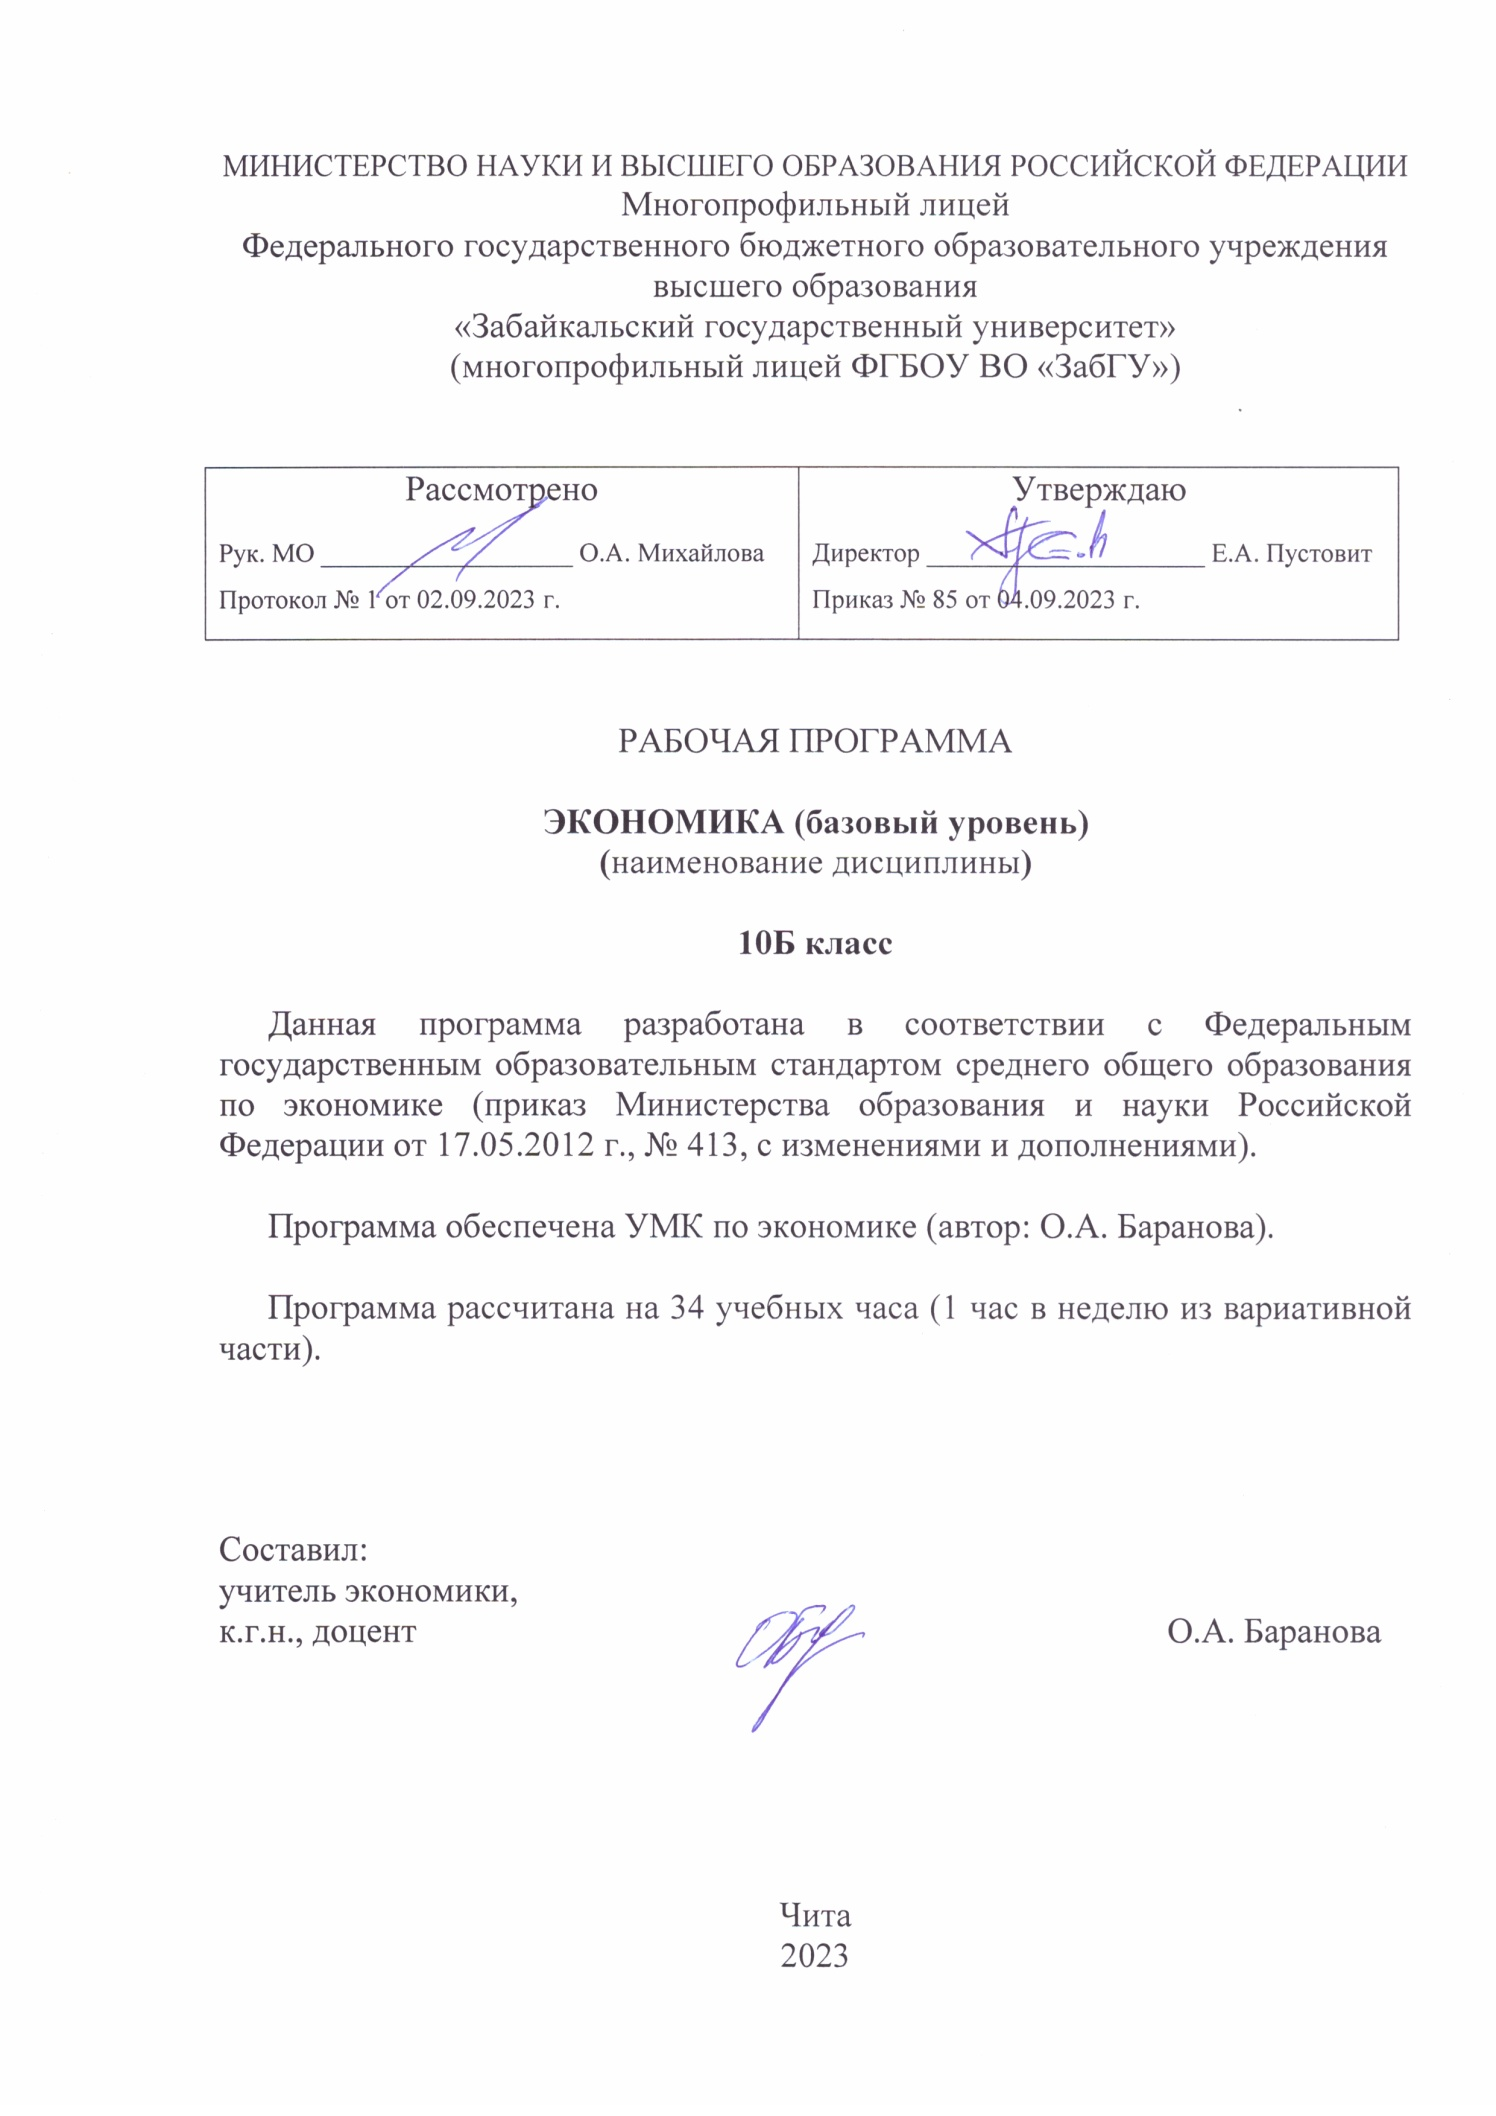 МИНИСТЕРСТВО НАУКИ И ВЫСШЕГО ОБРАЗОВАНИЯ РОССИЙСКОЙ ФЕДЕРАЦИИ
Многопрофильный лицей
Федерального государственного бюджетного образовательного учреждения
высшего образования
«Забайкальский государственный университет»
(многопрофильный лицей ФГБОУ ВО «ЗабГУ»)
Рассмотрено
Рук. МО ___________________ О.А. Михайлова
Протокол № 1 от 02.09.2023 г.
Утверждаю
Директор _____________________ Е.А. Пустовит
Приказ № 85 от 04.09.2023 г.
РАБОЧАЯ ПРОГРАММА
ЭКОНОМИКА (базовый уровень)
(наименование дисциплины)
10Б класс
Данная программа разработана в соответствии с Федеральным
государственным образовательным стандартом среднего общего образования
по экономике (приказ Министерства образования и науки Российской
Федерации от 17.05.2012 г., № 413, с изменениями и дополнениями).
Программа обеспечена УМК по экономике (автор: О.А. Баранова).
Программа рассчитана на 34 учебных часа (1 час в неделю из вариативной
части).
Составил:
учитель экономики,
к.г.н., доцент О.А. Баранова
Чита
2023